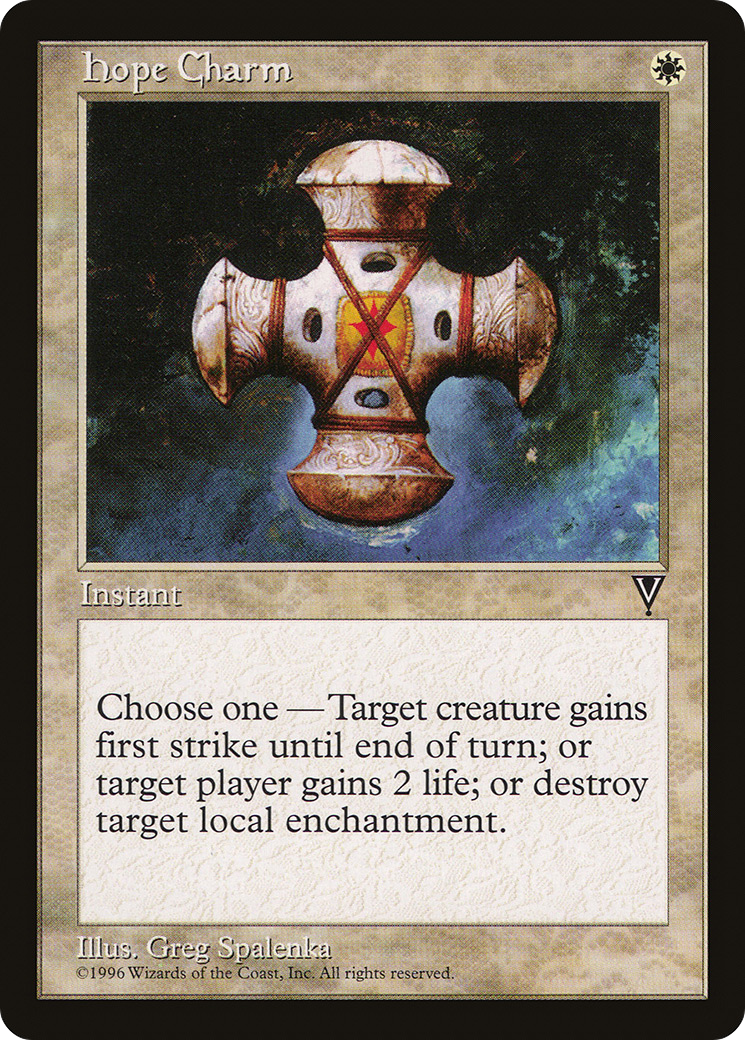 Hope Charm
Instant
V
Choose one — Target creature gains
first strike until end of turn; or
target player gains 2 life; or destroy
target local enchantment.
Illus. Greg Spalenka
©1996 Wizards of the Coast, Inc. All rights reserved.